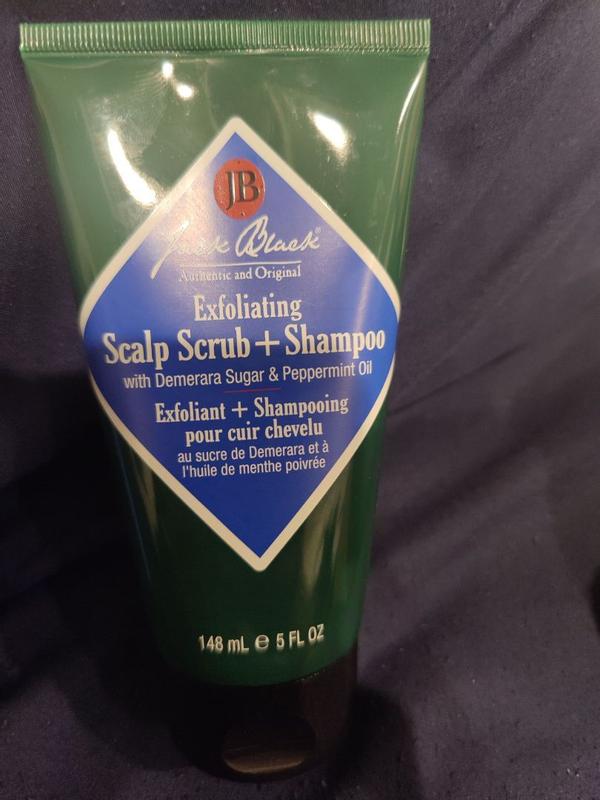 JB
Jack Black®
Authentic and Original
Exfoliating
Scalp Scrub + Shampoo
with Demerara Sugar & Peppermint Oil
Exfoliant + Shampooing
pour cuir chevelu
au sucre de Demerara et à
l'huile de menthe poivrée
148 mL ℮ 5 FL OZ